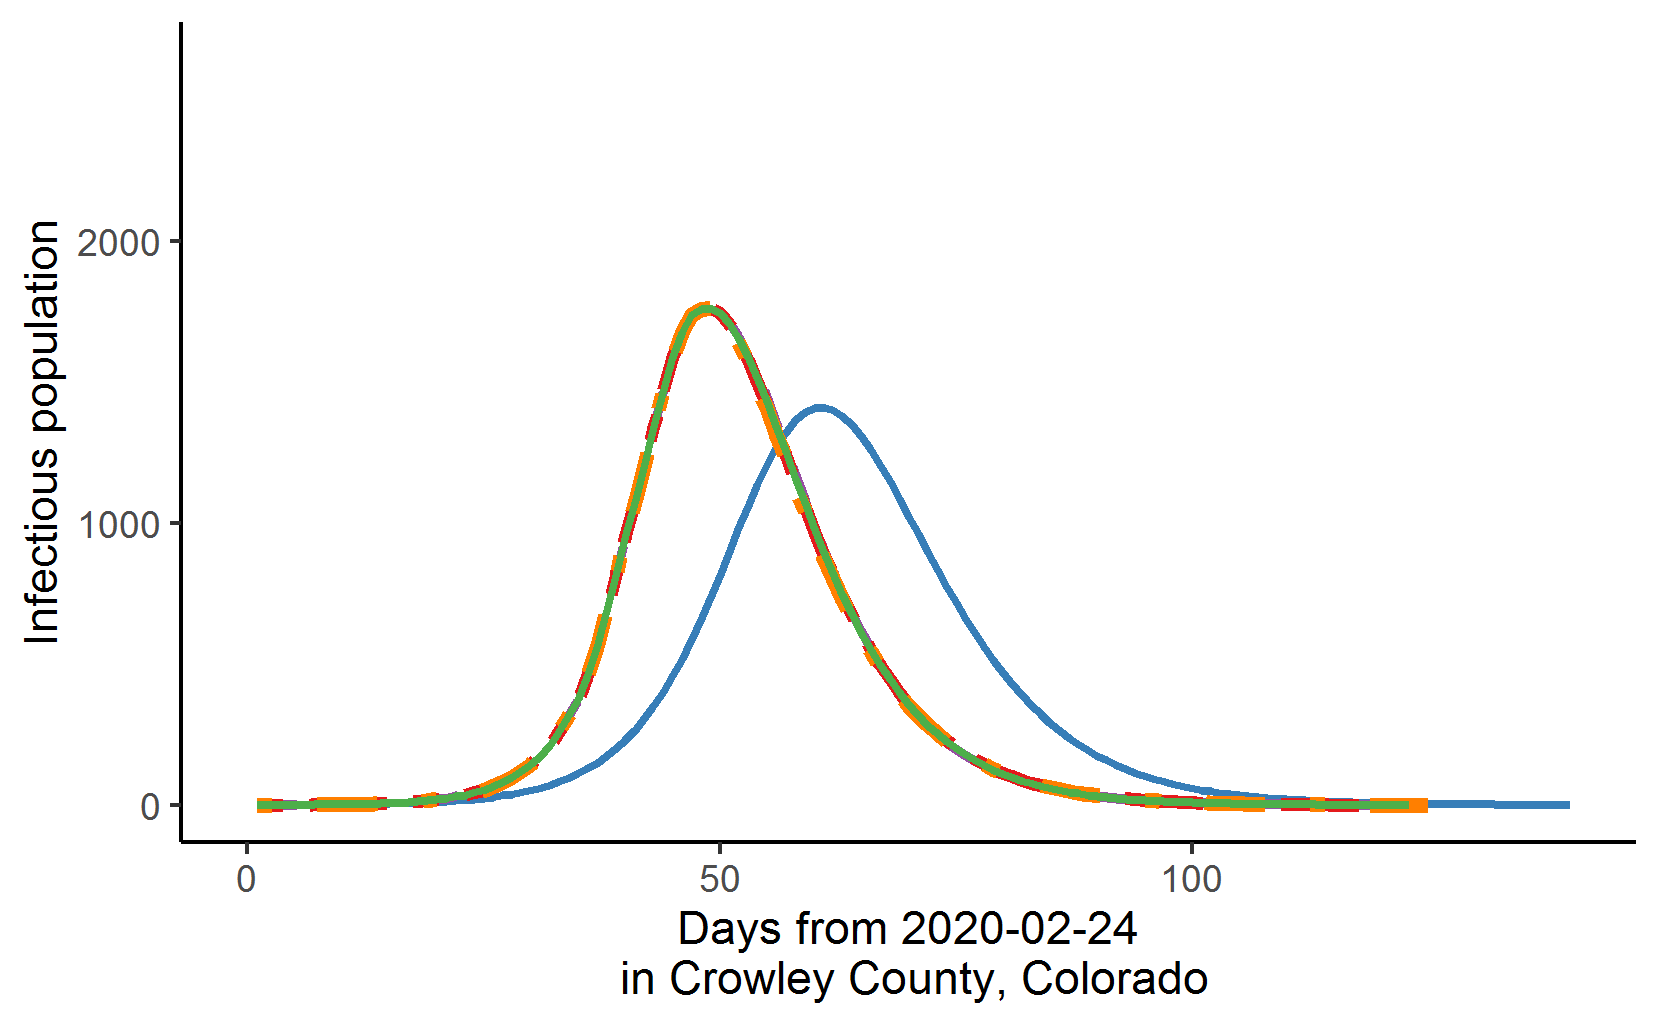 Infectious population
2000
1000
0
0 50 100
Days from 2020-02-24
in Crowley County, Colorado